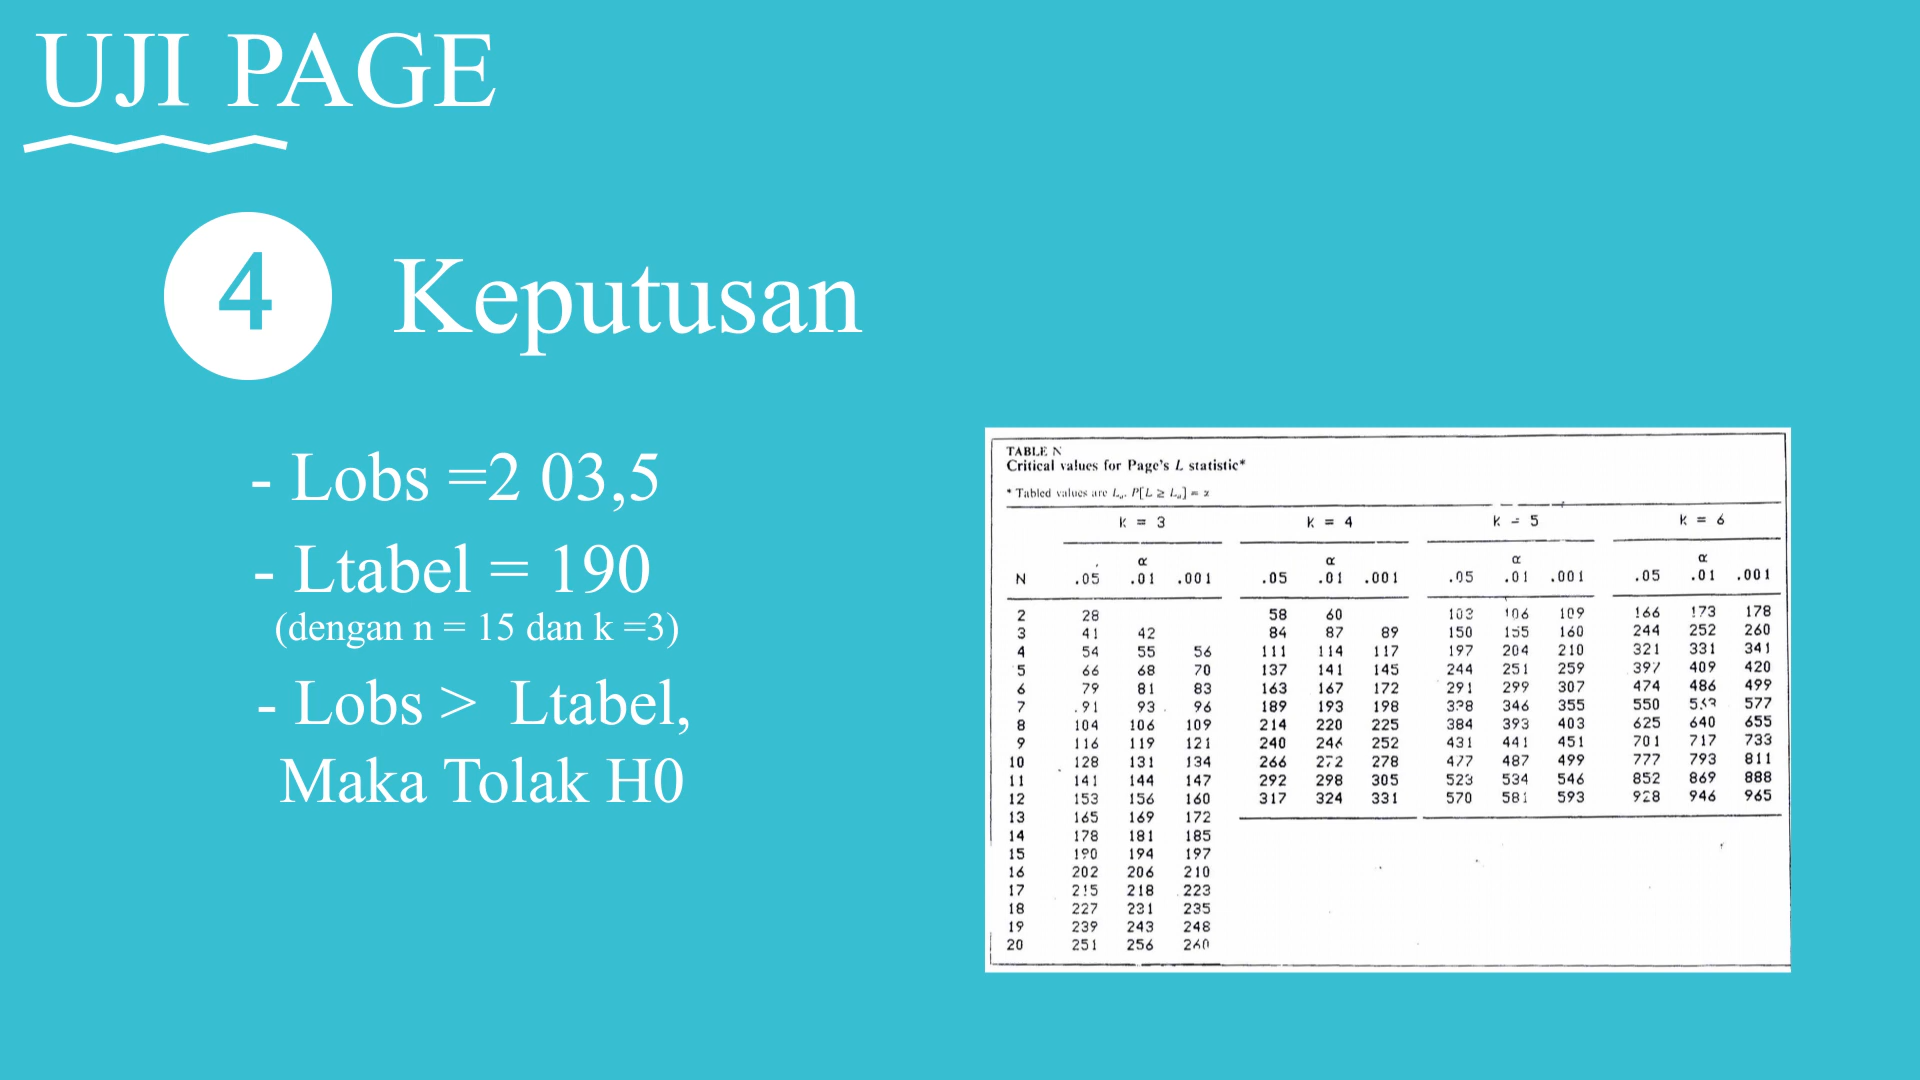 UJI PAGE
4 Keputusan
- Lobs =2 03,5
- Ltabel = 190
(dengan n = 15 dan k =3)
- Lobs > Ltabel,
Maka Tolak H0
TABLE N
Critical values for Page's L statistic*
* Tabled values are P[L ≥
k = 3 k = 4 k = 5 k = 6
α α α α
N .05 .01 .001 .05 .01 .001 .05 .01 .001 .05 .01 .001
2 28 58 60 103 106 109 166 173 178
3 41 42 84 87 89 150 155 160 244 252 260
4 54 55 56 111 114 117 197 204 210 321 331 341
5 66 68 70 137 141 145 244 251 259 397 409 420
6 79 81 83 163 167 172 291 299 307 474 486 499
7 91 93 96 189 193 198 338 346 355 550 577
8 104 106 109 214 220 225 384 393 403 625 640 655
9 116 119 121 240 246 252 431 441 451 701 717 733
10 128 131 134 266 272 278 477 487 499 777 793 811
11 141 144 147 292 298 305 523 534 546 852 869 888
12 153 156 160 317 324 331 570 581 593 928 946 965
13 165 169 172
14 178 181 185
15 190 194 197
16 202 206 210
17 215 218 223
18 227 231 235
19 239 243 248
20 251 256 260